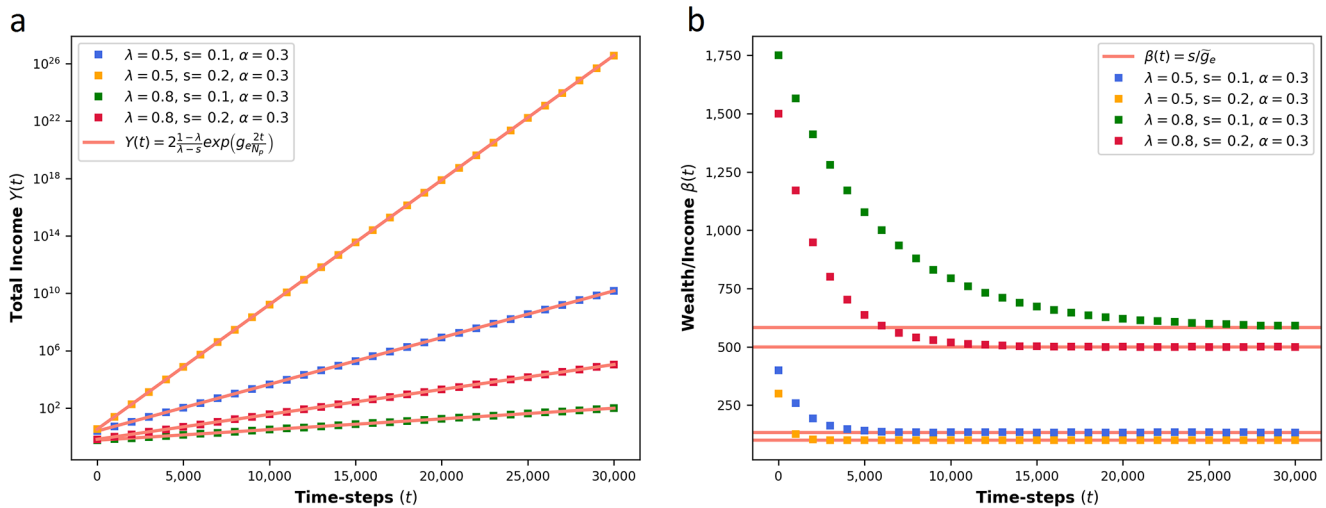 a
10^26
10^22
10^18
10^14
10^10
10^6
10^2
Total Income Y(t)
λ = 0.5, s= 0.1, α = 0.3
λ = 0.5, s= 0.2, α = 0.3
λ = 0.8, s= 0.1, α = 0.3
λ = 0.8, s= 0.2, α = 0.3
Y(t) = 2 \frac{1-λ}{λ-s} exp(g_e \frac{2t}{N_p})
0 5,000 10,000 15,000 20,000 25,000 30,000
Time-steps (t)
b
1,750
1,500
1,250
1,000
750
500
250
Wealth/Income β(t)
β(t) = s/g̃_e
λ = 0.5, s= 0.1, α = 0.3
λ = 0.5, s= 0.2, α = 0.3
λ = 0.8, s= 0.1, α = 0.3
λ = 0.8, s= 0.2, α = 0.3
0 5,000 10,000 15,000 20,000 25,000 30,000
Time-steps (t)